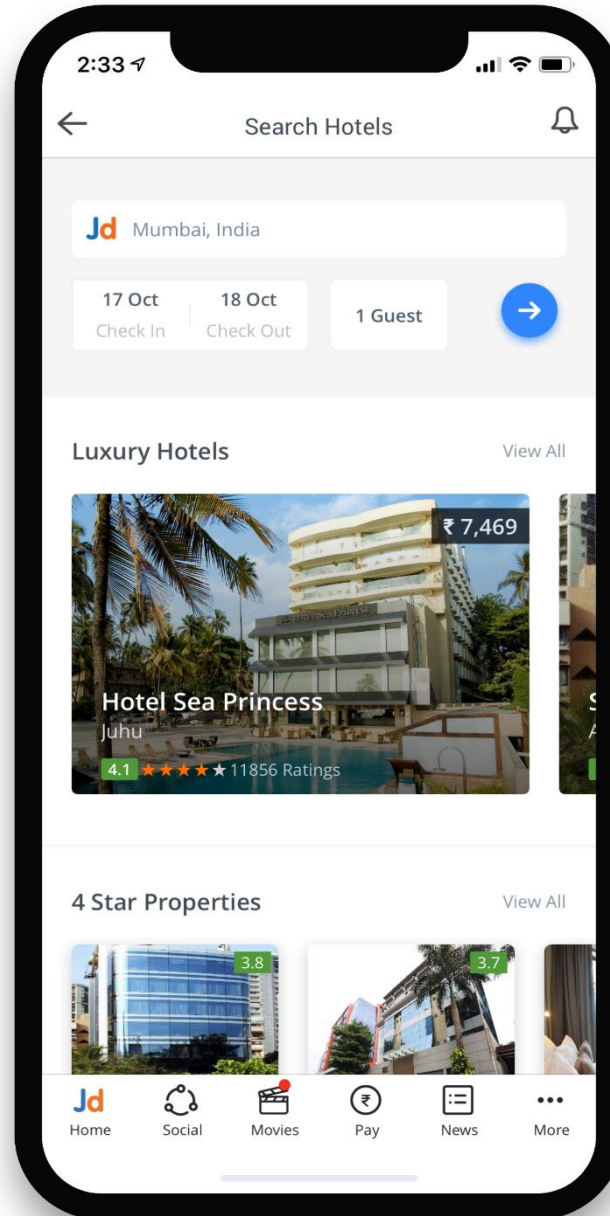 2:33
Search Hotels
Jd Mumbai, India
17 Oct 18 Oct
Check In Check Out
1 Guest
Luxury Hotels View All
₹ 7,469
Hotel Sea Princess
Juhu
4.1 11856 Ratings
4 Star Properties View All
3.8 3.7
Jd
Home Social Movies Pay News More